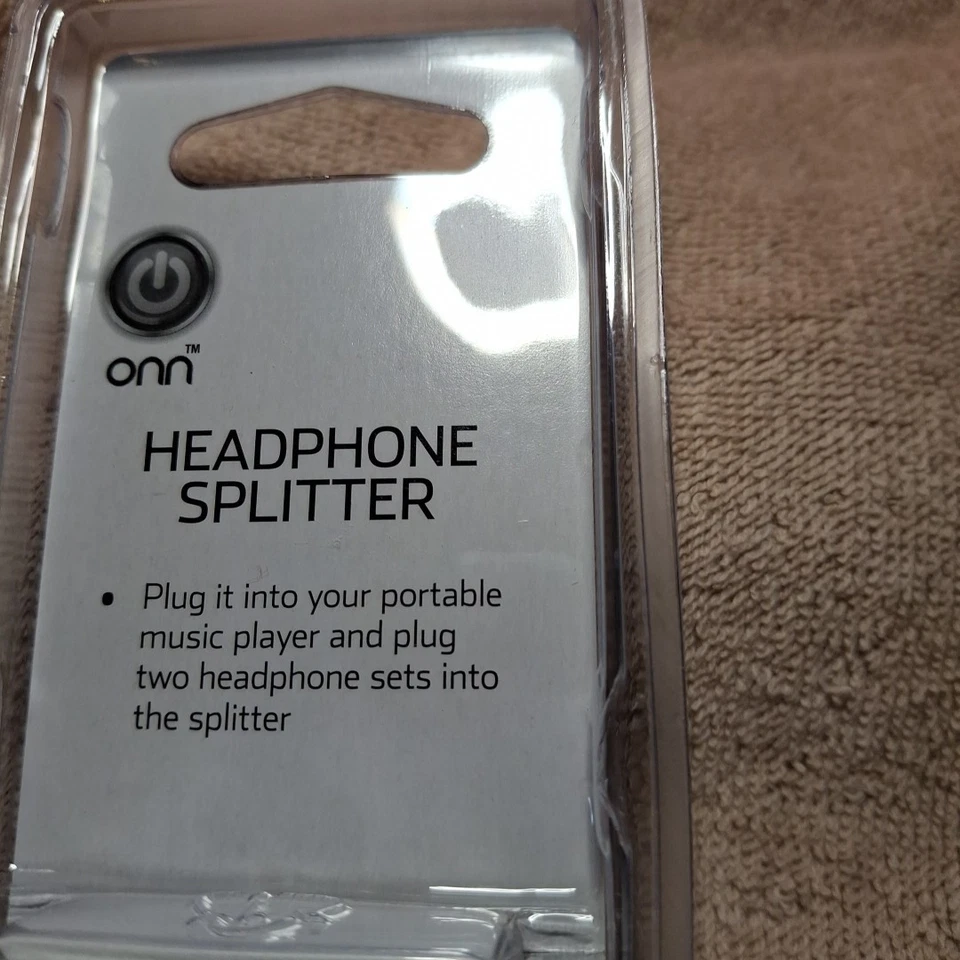 onn™
HEADPHONE
SPLITTER
• Plug it into your portable
music player and plug
two headphone sets into
the splitter